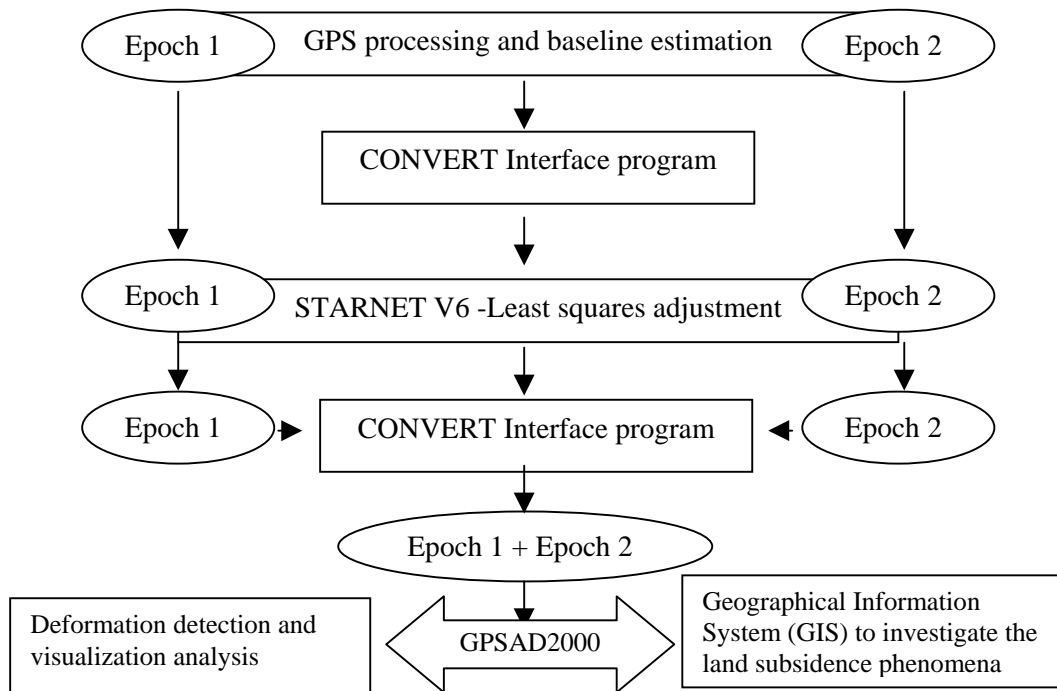 Epoch 1
GPS processing and baseline estimation
Epoch 2
CONVERT Interface program
Epoch 1
STARNET V6 -Least squares adjustment
Epoch 2
Epoch 1
CONVERT Interface program
Epoch 2
Epoch 1 + Epoch 2
Deformation detection and
visualization analysis
GPSAD2000
Geographical Information
System (GIS) to investigate the
land subsidence phenomena